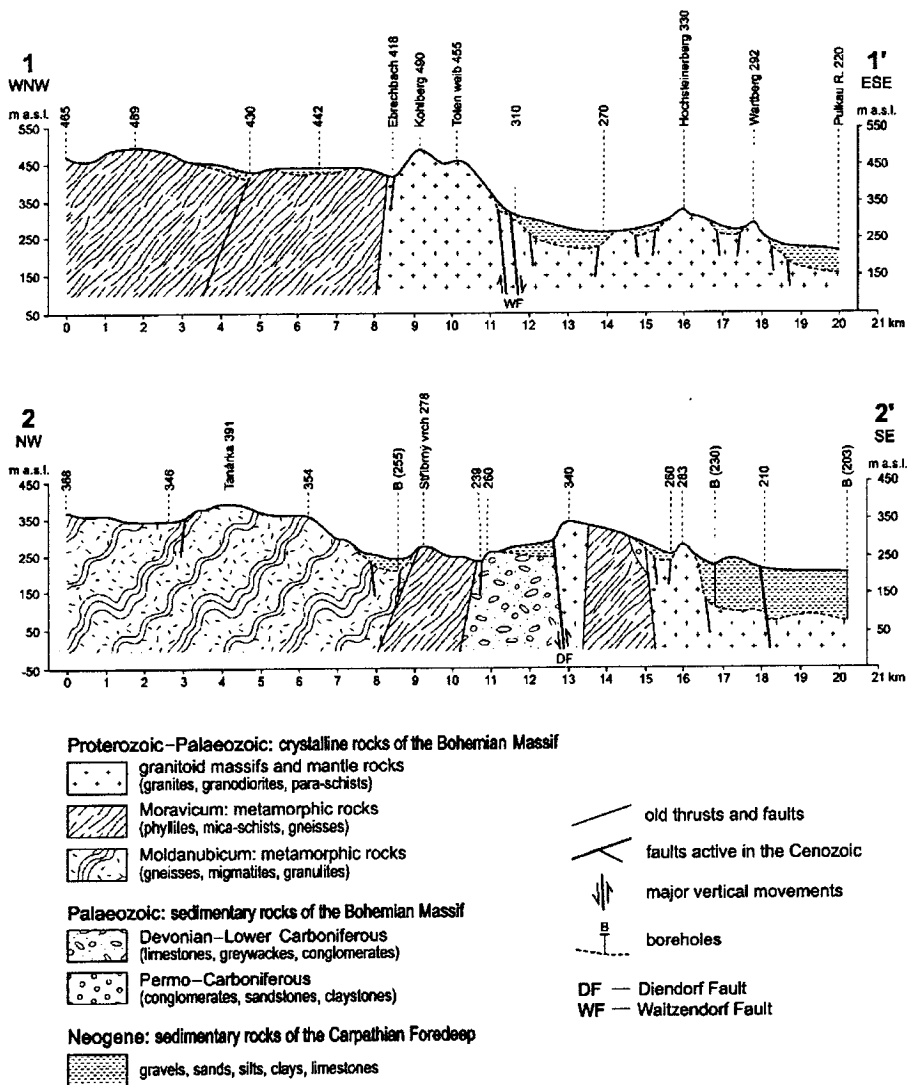 1
WNW
m a.s.l.
465
489
430
442
Ebrechbach 418
Kohlberg 490
Toten weib 455
310
270
Hochsteinerberg 330
Wartberg 292
Pulkau R. 220
1'
ESE
m a.s.l.
550
450
350
250
150
50
550
450
350
250
150
WF
0 1 2 3 4 5 6 7 8 9 10 11 12 13 14 15 16 17 18 19 20 21 km
2
NW
m a.s.l.
368
346
Tanárka 391
354
B (255)
Stříbrný vrch 278
239
260
340
260
283
B (230)
210
B (203)
2'
SE
m a.s.l.
450
350
250
150
50
-50
450
350
250
150
50
DF
0 1 2 3 4 5 6 7 8 9 10 11 12 13 14 15 16 17 18 19 20 21 km
Proterozoic–Palaeozoic: crystalline rocks of the Bohemian Massif
granitoid massifs and mantle rocks
(granites, granodiorites, para-schists)
Moravicum: metamorphic rocks
(phyllites, mica-schists, gneisses)
Moldanubicum: metamorphic rocks
(gneisses, migmatites, granulites)
Palaeozoic: sedimentary rocks of the Bohemian Massif
Devonian–Lower Carboniferous
(limestones, greywackes, conglomerates)
Permo–Carboniferous
(conglomerates, sandstones, claystones)
Neogene: sedimentary rocks of the Carpathian Foredeep
gravels, sands, silts, clays, limestones
old thrusts and faults
faults active in the Cenozoic
major vertical movements
B
boreholes
DF — Diendorf Fault
WF — Waitzendorf Fault